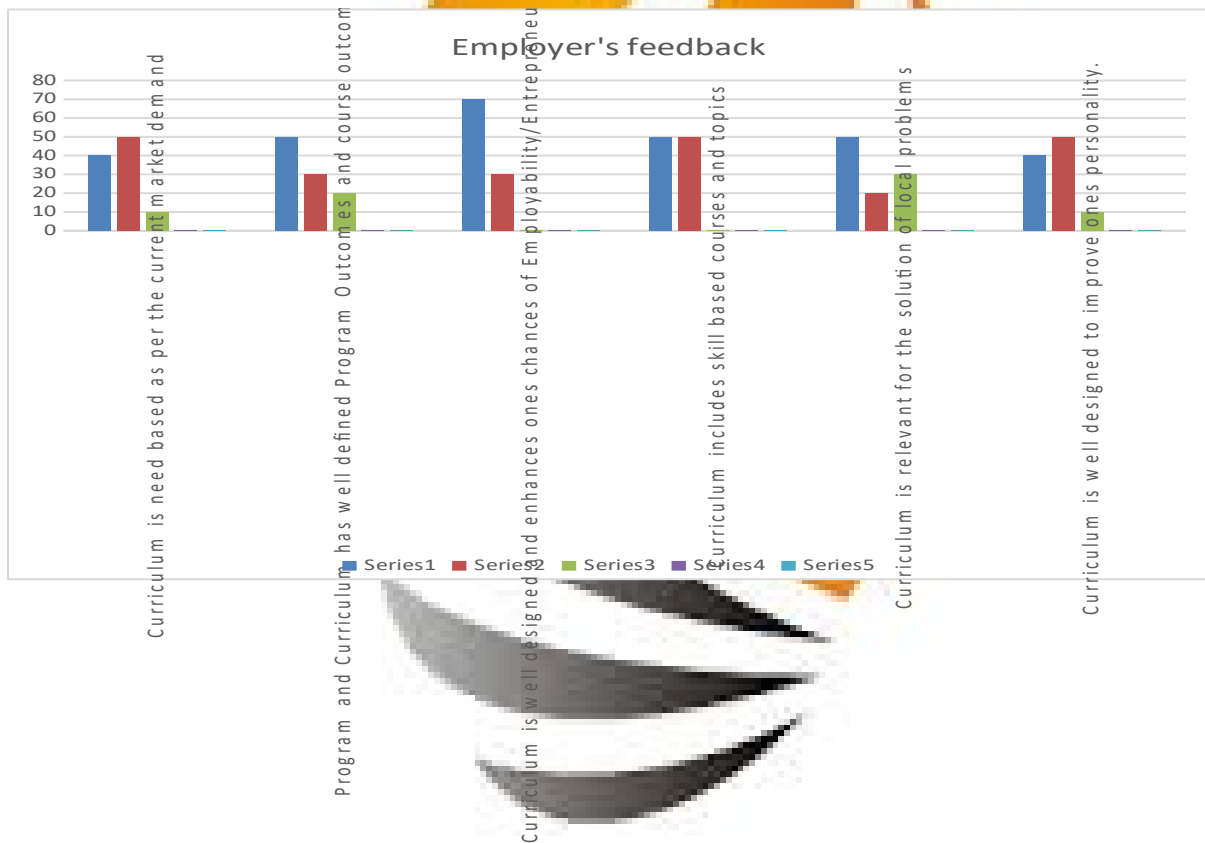 Employer's feedback
80
70
60
50
40
30
20
10
0
Curriculum is need based as per the current market demand
Program and Curriculum has well defined Program Outcomes and course outcom
Curriculum is well designed and enhances ones chances of Employability/Entrepreneu
Curriculum includes skill based courses and topics
Curriculum is relevant for the solution of local problems
Curriculum is well designed to improve ones personality.
Series1 Series2 Series3 Series4 Series5